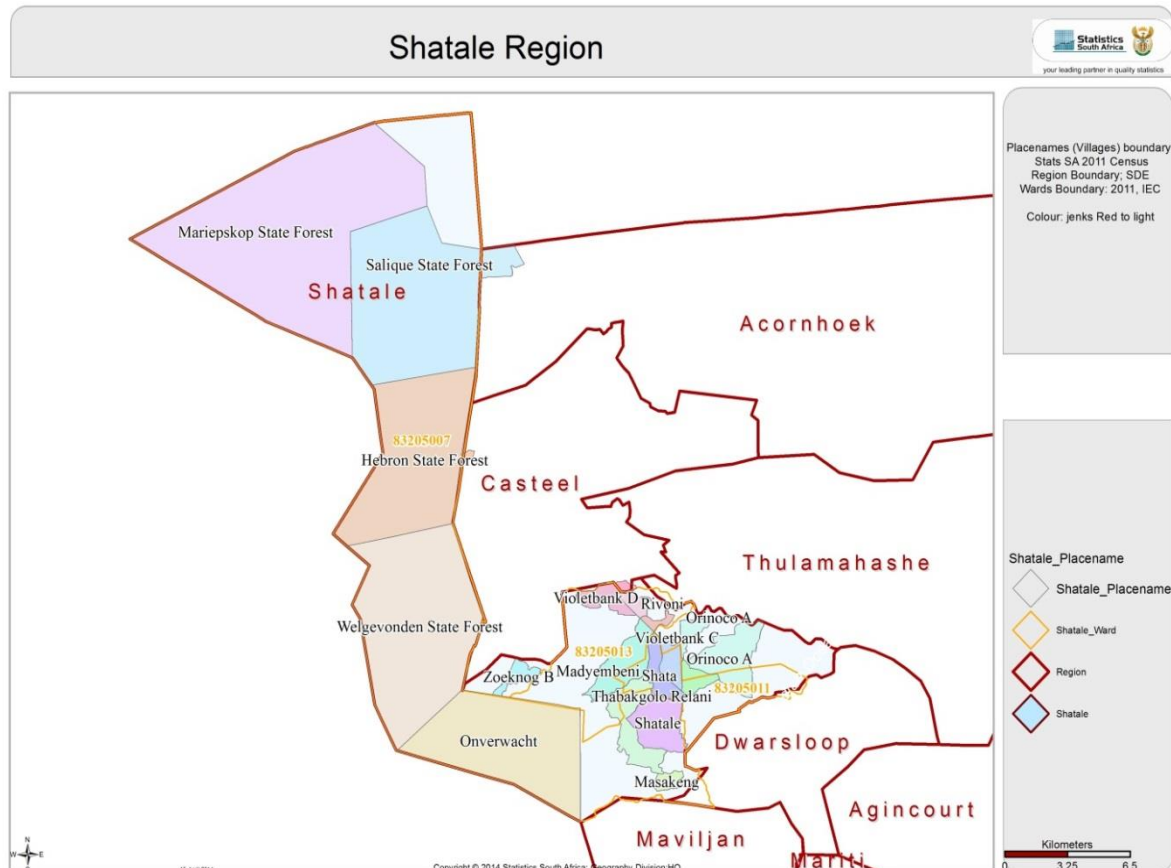 Shatale Region
Statistics
South Africa
your leading partner in quality statistics
Placenames (Villages) boundary
Stats SA 2011 Census
Region Boundary; SDE
Wards Boundary: 2011, IEC
Colour: jenks Red to light
Mariepskop State Forest
Salique State Forest
Shatale
Acornhoek
83205007
Hebron State Forest
Casteel
Thulamahashe
Violetbank D
Rivoni
Orinoco A
Welgevonden State Forest
Violetbank C
83205013
Orinoco A
Zoeknog B
Madyembeni
Shata
83205011
Thabakgolo Relani
Shatale
Onverwacht
Dwarsloop
Masakeng
Agincourt
Maviljan
Mariti
Shatale_Placename
Shatale_Placename
Shatale_Ward
Region
Shatale
Kilometers
0 3.25 6.5
N
W E
Copyright © 2014 Statistics South Africa: Geography Division:HO